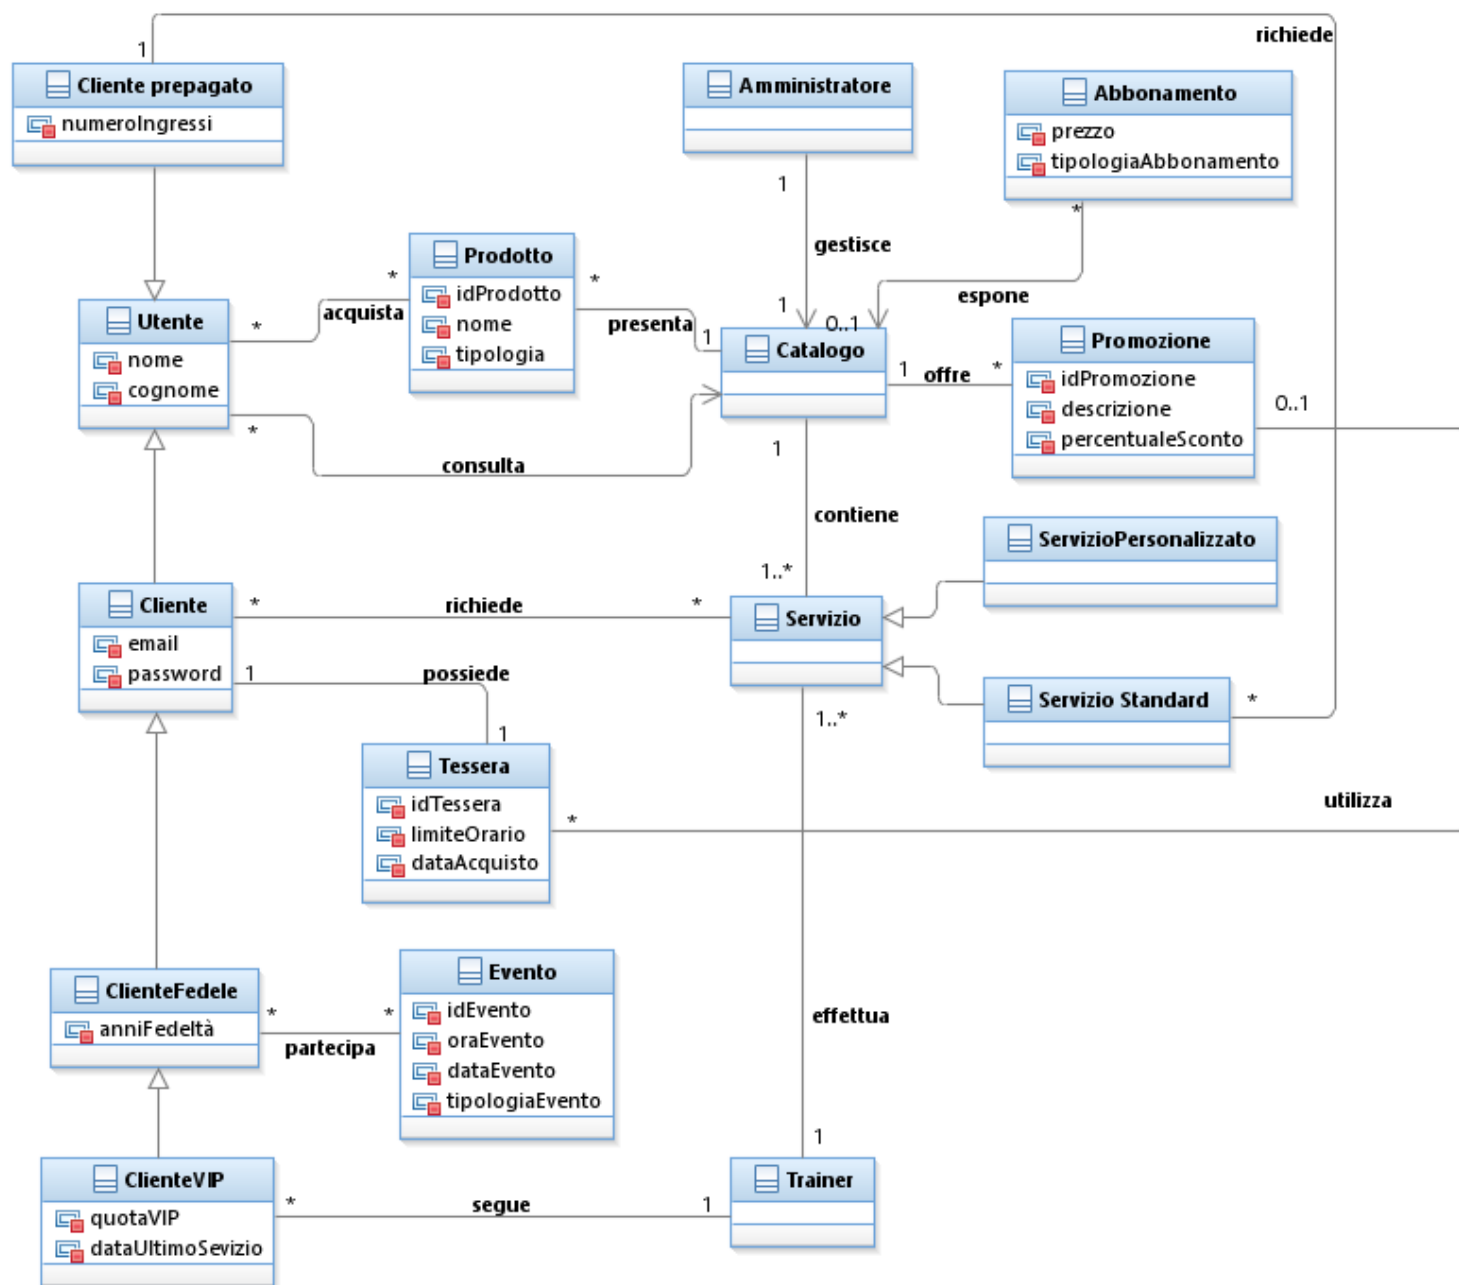 richiede
1
Cliente prepagato
numeroIngressi
Amministratore
Abbonamento
prezzo
tipologiaAbbonamento
1
*
gestisce
espone
Prodotto
idProdotto
nome
tipologia
*
*
acquista
*
presenta
1
1
0..1
Utente
nome
cognome
*
consulta
Catalogo
1
offre
*
Promozione
idPromozione
descrizione
percentualeSconto
0..1
1
contiene
1..*
ServizioPersonalizzato
Cliente
email
password
*
richiede
*
Servizio
1
possiede
1
1..*
Servizio Standard
*
Tessera
idTessera
limiteOrario
dataAcquisto
*
utilizza
ClienteFedele
anniFedeltà
*
partecipa
*
Evento
idEvento
oraEvento
dataEvento
tipologiaEvento
effettua
1
ClienteVIP
quotaVIP
dataUltimoSevizio
*
segue
1
Trainer